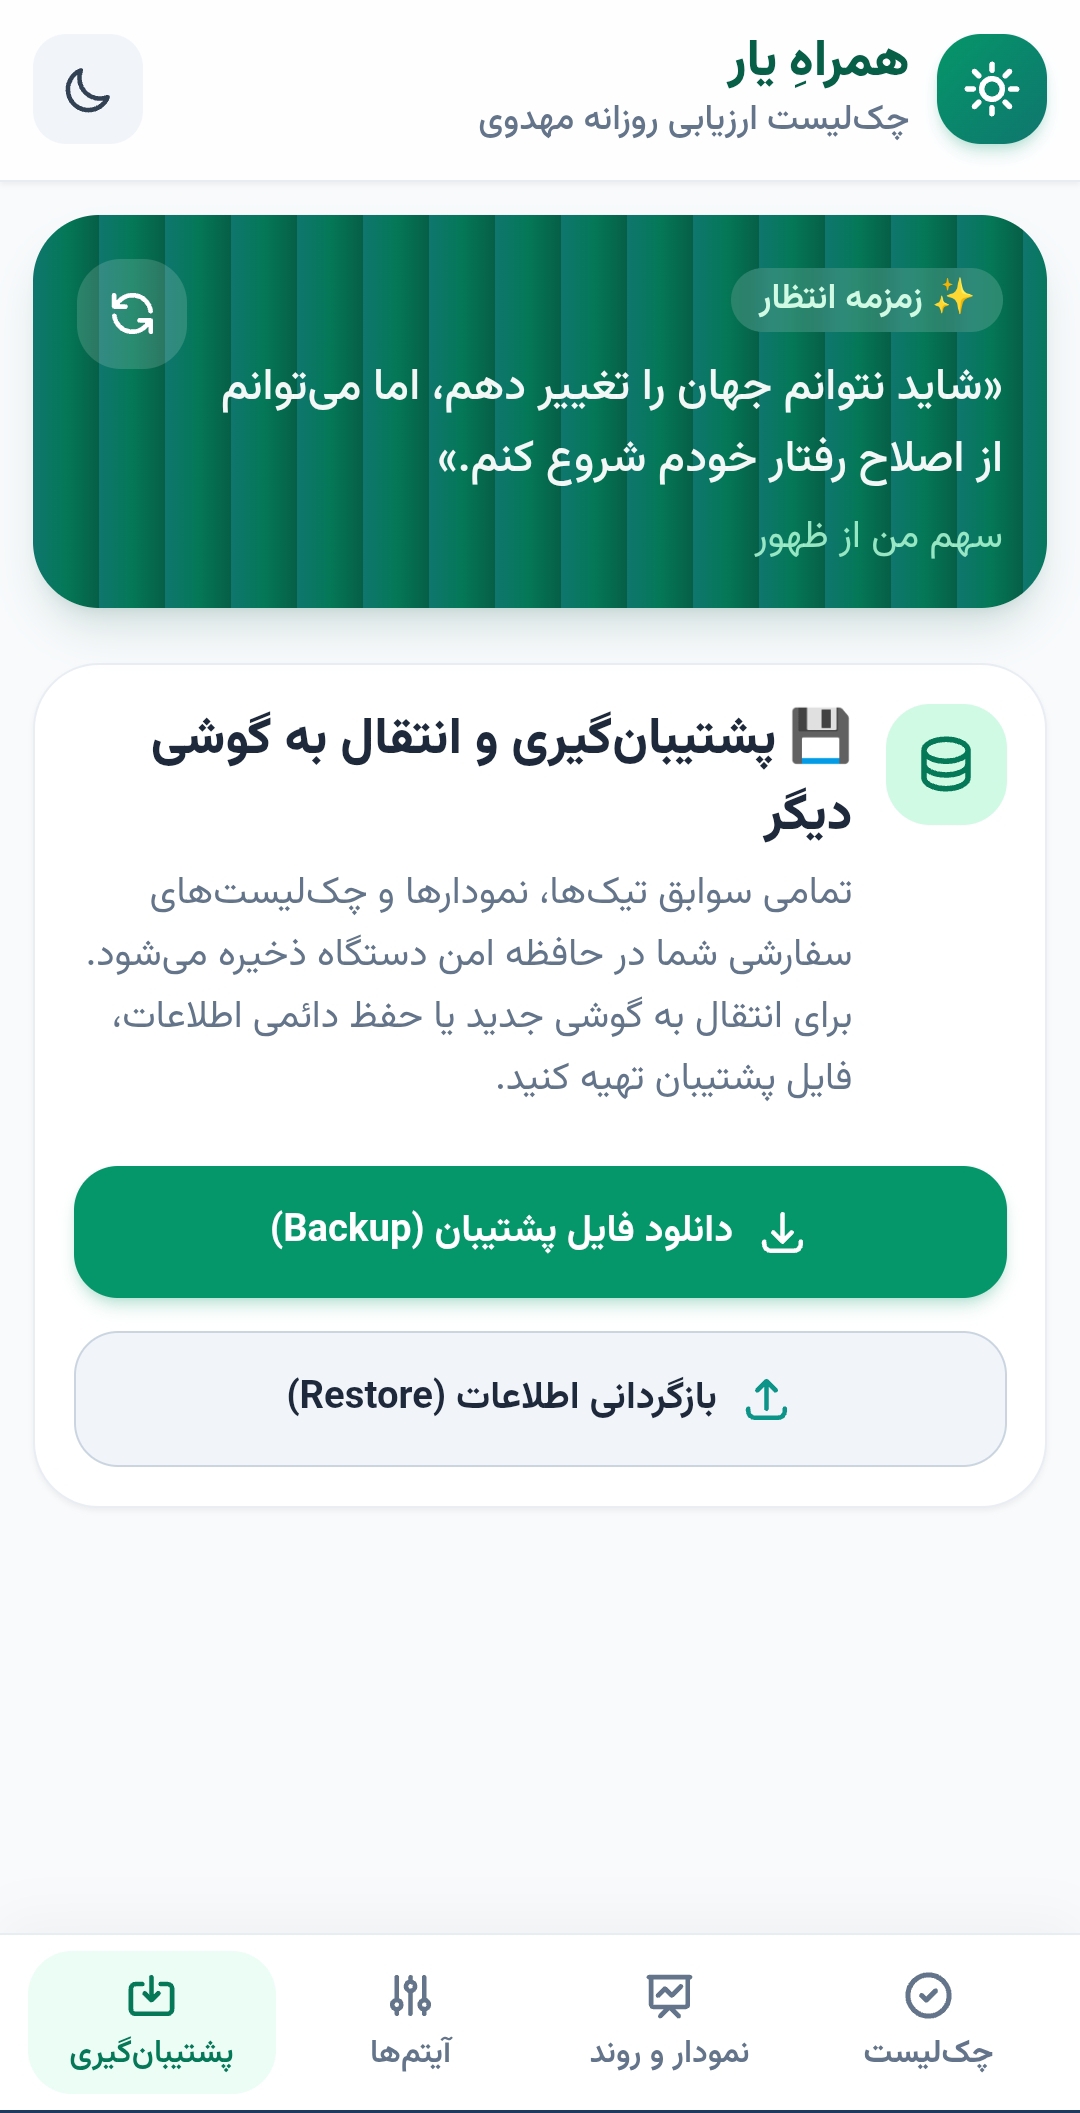 همراهِ یار
چک‌لیست ارزیابی روزانه مهدوی
✨ زمزمه انتظار
«شاید نتوانم جهان را تغییر دهم، اما می‌توانم
از اصلاح رفتار خودم شروع کنم.»
سهم من از ظهور
💾 پشتیبان‌گیری و انتقال به گوشی
دیگر
تمامی سوابق تیک‌ها، نمودارها و چک‌لیست‌های
سفارشی شما در حافظه امن دستگاه ذخیره می‌شود.
برای انتقال به گوشی جدید یا حفظ دائمی اطلاعات،
فایل پشتیبان تهیه کنید.
دانلود فایل پشتیبان (Backup)
بازگردانی اطلاعات (Restore)
چک‌لیست
نمودار و روند
آیتم‌ها
پشتیبان‌گیری